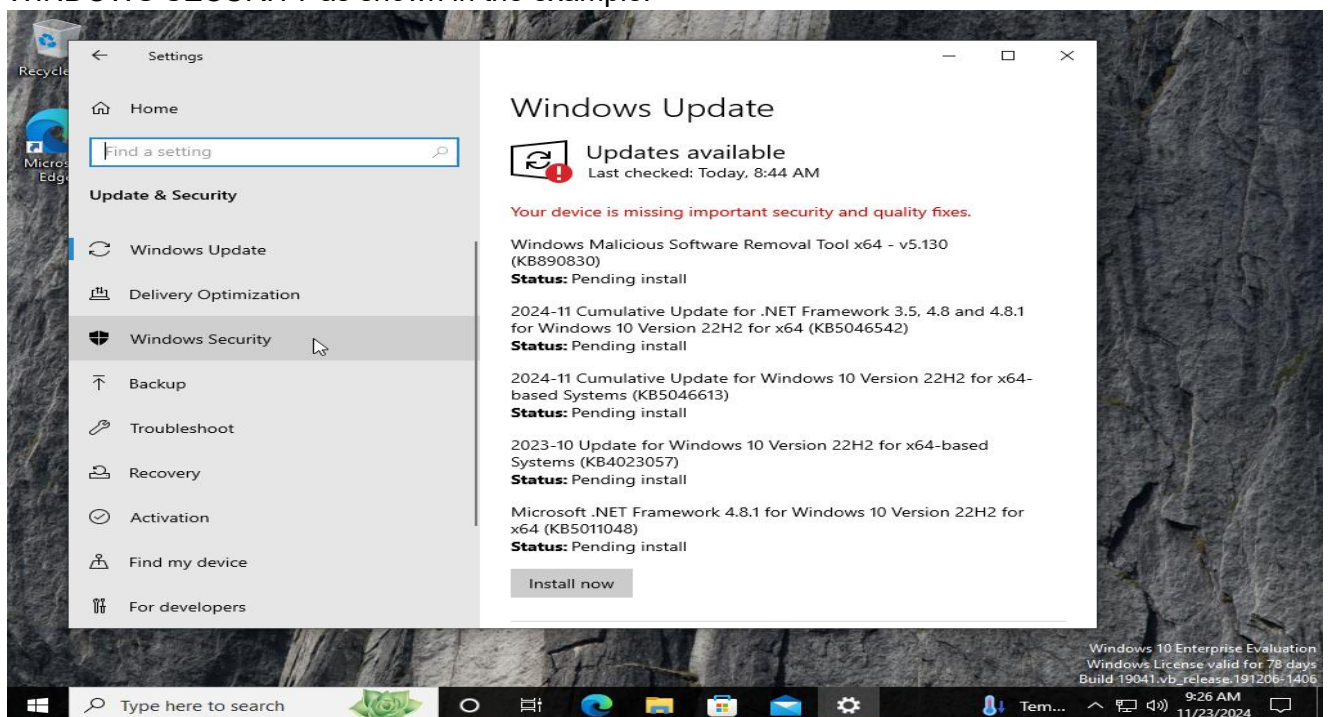 WINDOWS SECURITY as shown in the example.
Recycle
Micros
Edge
Settings
Home
Find a setting
Update & Security
Windows Update
Delivery Optimization
Windows Security
Backup
Troubleshoot
Recovery
Activation
Find my device
For developers
Windows Update
Updates available
Last checked: Today, 8:44 AM
Your device is missing important security and quality fixes.
Windows Malicious Software Removal Tool x64 - v5.130
(KB890830)
Status: Pending install
2024-11 Cumulative Update for .NET Framework 3.5, 4.8 and 4.8.1
for Windows 10 Version 22H2 for x64 (KB5046542)
Status: Pending install
2024-11 Cumulative Update for Windows 10 Version 22H2 for x64-
based Systems (KB5046613)
Status: Pending install
2023-10 Update for Windows 10 Version 22H2 for x64-based
Systems (KB4023057)
Status: Pending install
Microsoft .NET Framework 4.8.1 for Windows 10 Version 22H2 for
x64 (KB5011048)
Status: Pending install
Install now
Windows 10 Enterprise Evaluation
Windows License valid for 78 days
Build 19041.vb_release.191206-1406
Type here to search
Tem...
9:26 AM
11/23/2024